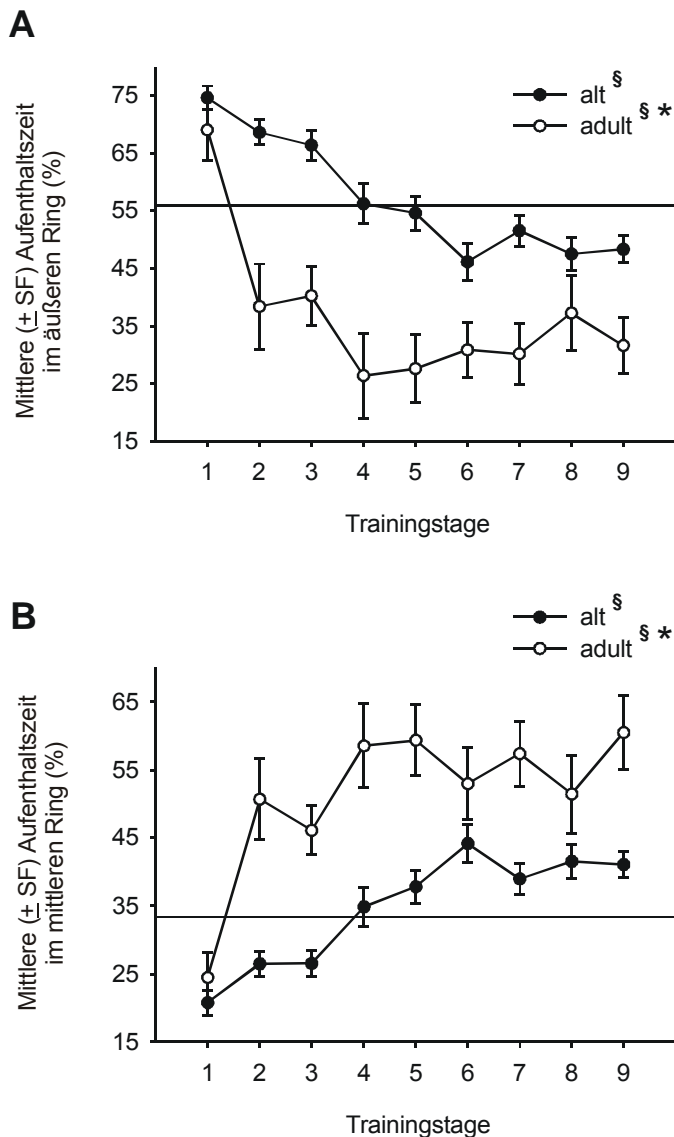 A
alt §
adult § *
Mittlere (± SF) Aufenthaltszeit
im äußeren Ring (%)
75
65
55
45
35
25
15
1 2 3 4 5 6 7 8 9
Trainingstage
B
alt §
adult § *
Mittlere (± SF) Aufenthaltszeit
im mittleren Ring (%)
65
55
45
35
25
15
1 2 3 4 5 6 7 8 9
Trainingstage